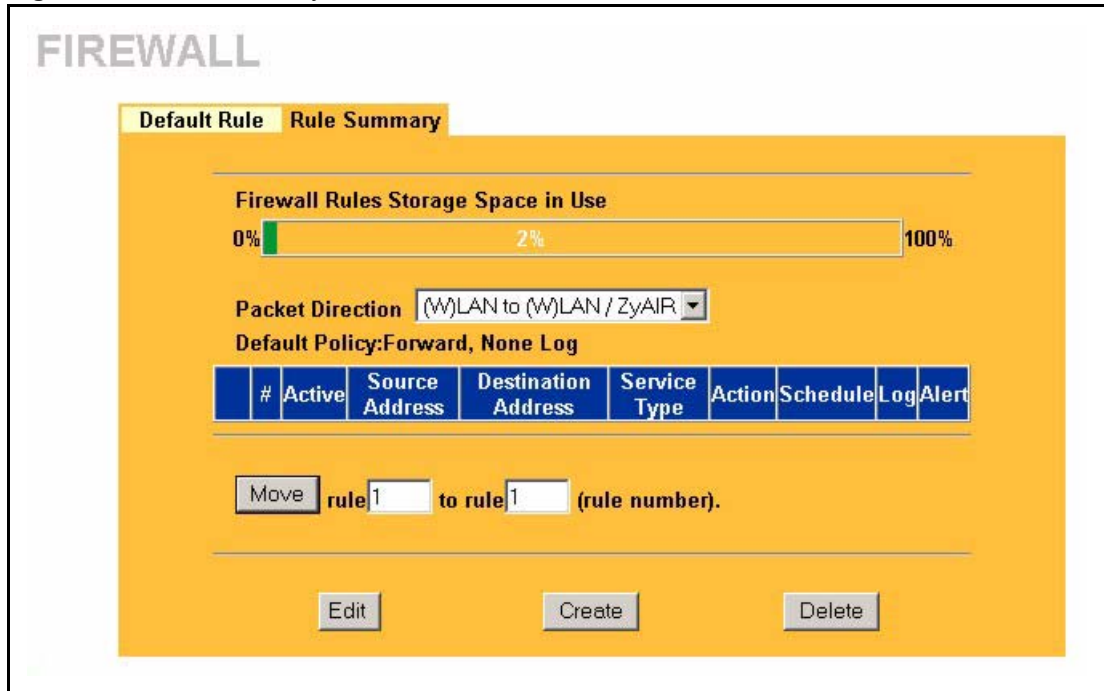 FIREWALL
Default Rule Rule Summary
Firewall Rules Storage Space in Use
0% 2% 100%
Packet Direction (W)LAN to (W)LAN / ZyAIR
Default Policy:Forward, None Log
# Active Source Address Destination Address Service Type Action Schedule Log Alert
Move rule 1 to rule 1 (rule number).
Edit Create Delete